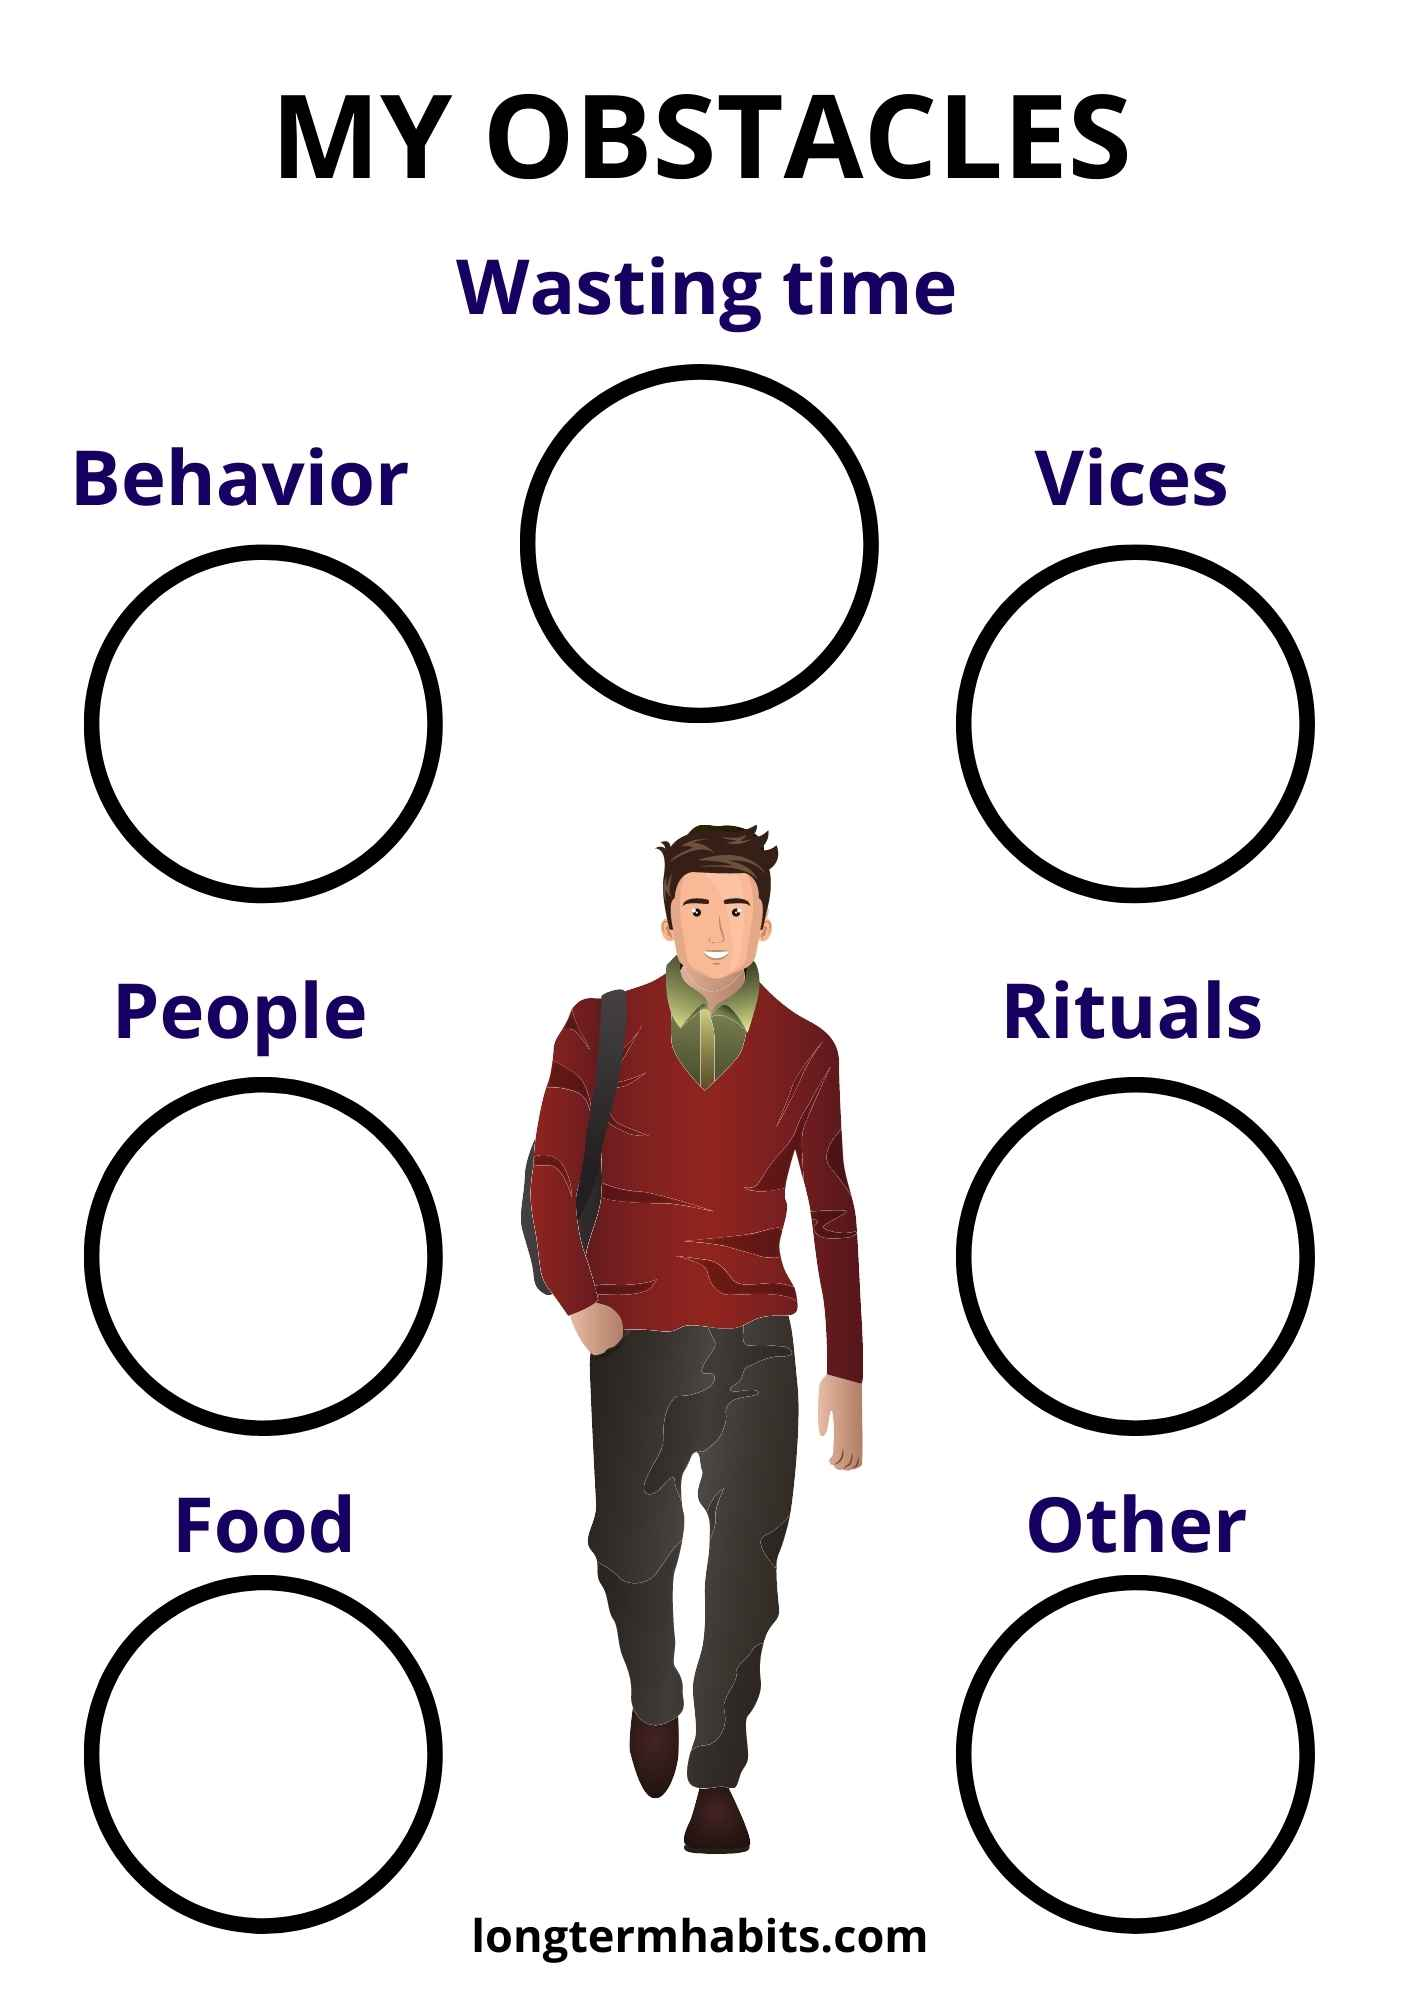 MY OBSTACLES
Wasting time
Behavior
Vices
People
Rituals
Food
Other
longtermhabits.com